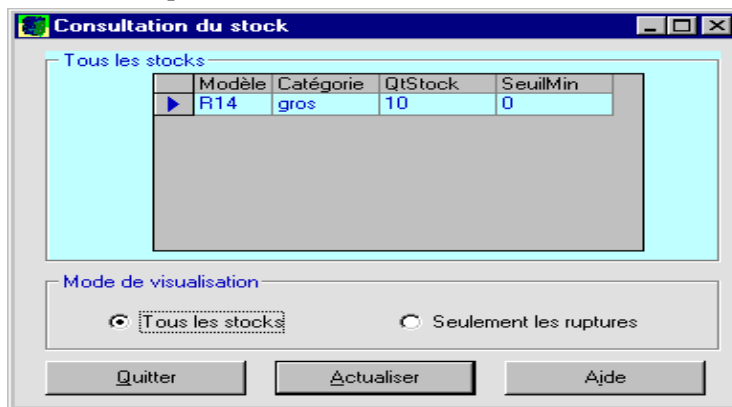 Consultation du stock
Tous les stocks
Modèle Catégorie QtStock SeuilMin
R14 gros 10 0
Mode de visualisation
Tous les stocks Seulement les ruptures
Quitter Actualiser Aide